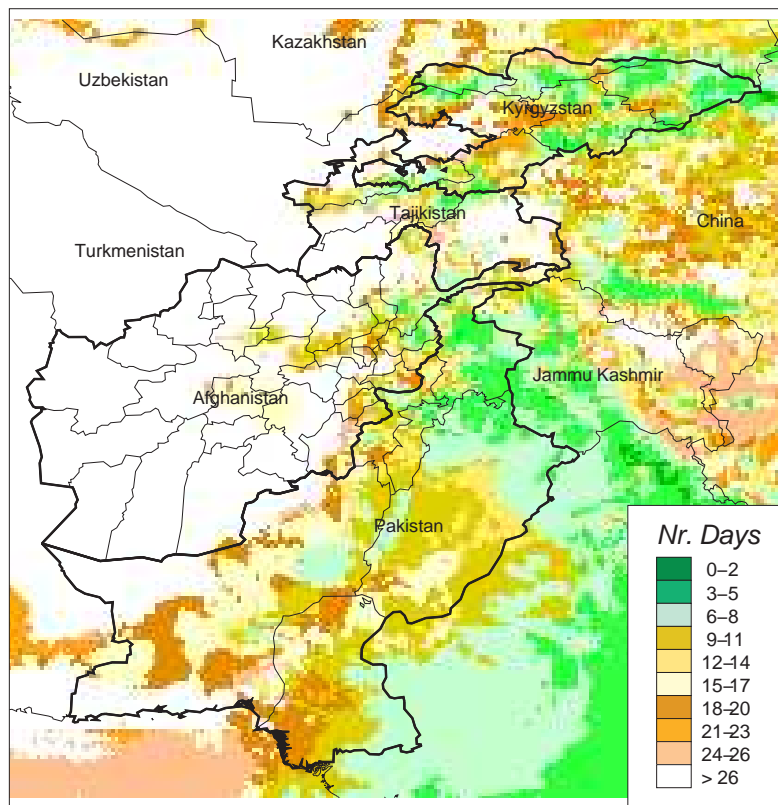 Kazakhstan
Uzbekistan
Kyrgyzstan
Tajikistan
China
Turkmenistan
Jammu Kashmir
Afghanistan
Pakistan
Nr. Days
0–2
3–5
6–8
9–11
12–14
15–17
18–20
21–23
24–26
> 26